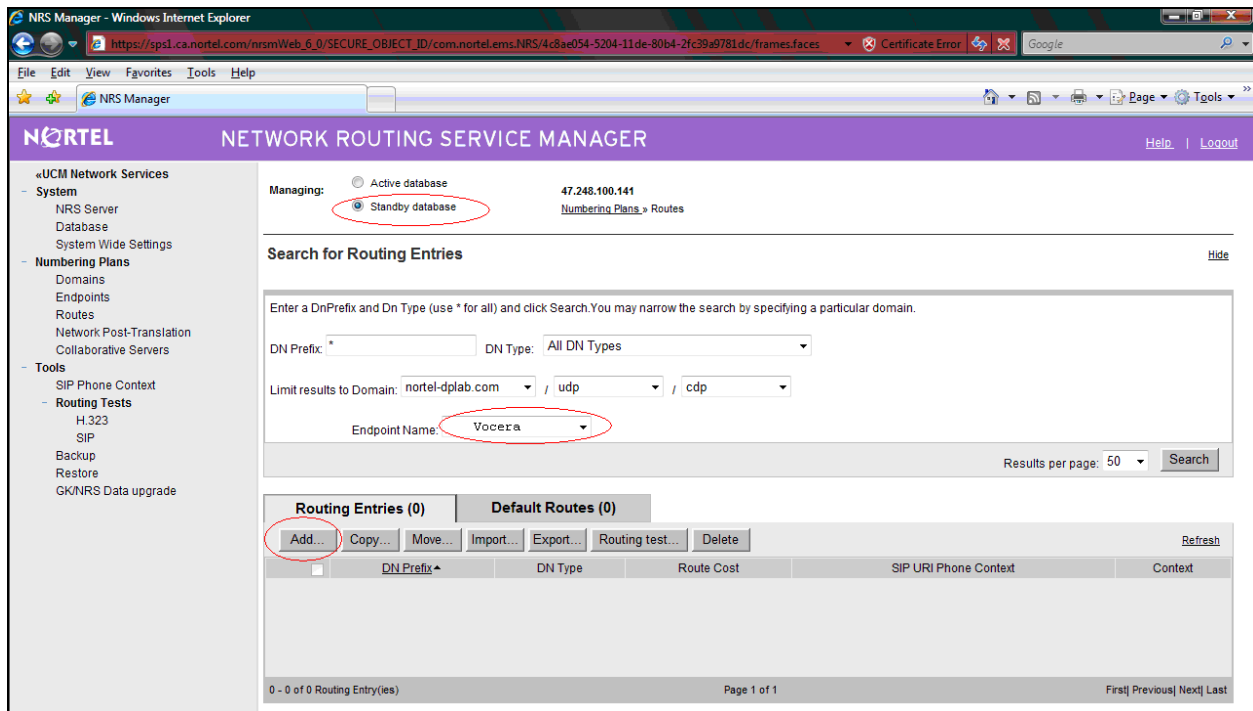 NRS Manager - Windows Internet Explorer
https://sps1.ca.nortel.com/nrsmWeb_6_0/SECURE_OBJECT_ID/com.nortel.ems.NRS/4c8ae054-5204-11de-80b4-2fc39a9781dc/frames.faces Certificate Error Google
File Edit View Favorites Tools Help
NRS Manager Page Tools »
NORTEL NETWORK ROUTING SERVICE MANAGER Help | Logout
«UCM Network Services
- System
NRS Server
Database
System Wide Settings
- Numbering Plans
Domains
Endpoints
Routes
Network Post-Translation
Collaborative Servers
- Tools
SIP Phone Context
- Routing Tests
H.323
SIP
Backup
Restore
GK/NRS Data upgrade
Managing: Active database 47.248.100.141
Standby database Numbering Plans » Routes
Search for Routing Entries Hide
Enter a DnPrefix and Dn Type (use * for all) and click Search.You may narrow the search by specifying a particular domain.
DN Prefix: * DN Type: All DN Types
Limit results to Domain: nortel-dplab.com / udp / cdp
Endpoint Name: Vocera
Results per page: 50 Search
Routing Entries (0) Default Routes (0)
Add... Copy... Move... Import... Export... Routing test... Delete Refresh
DN Prefix DN Type Route Cost SIP URI Phone Context Context
0 - 0 of 0 Routing Entry(ies) Page 1 of 1 First| Previous| Next| Last